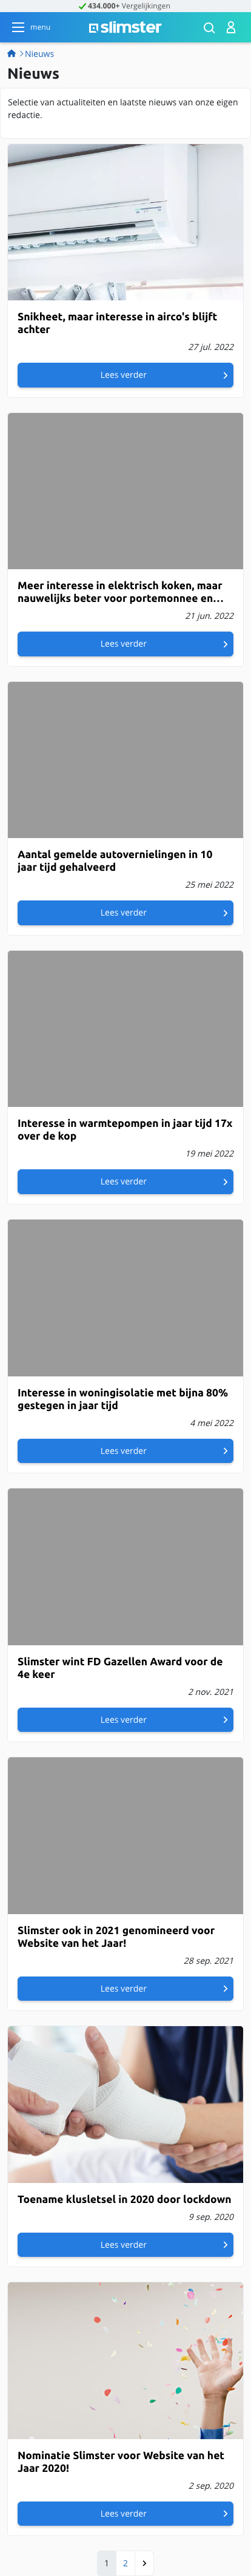 434.000+ Vergelijkingen
menu
slimster
Nieuws
Nieuws
Selectie van actualiteiten en laatste nieuws van onze eigen
redactie.
Snikheet, maar interesse in airco's blijft
achter
27 jul. 2022
Lees verder
Meer interesse in elektrisch koken, maar
nauwelijks beter voor portemonnee en…
21 jun. 2022
Lees verder
Aantal gemelde autovernielingen in 10
jaar tijd gehalveerd
25 mei 2022
Lees verder
Interesse in warmtepompen in jaar tijd 17x
over de kop
19 mei 2022
Lees verder
Interesse in woningisolatie met bijna 80%
gestegen in jaar tijd
4 mei 2022
Lees verder
Slimster wint FD Gazellen Award voor de
4e keer
2 nov. 2021
Lees verder
Slimster ook in 2021 genomineerd voor
Website van het Jaar!
28 sep. 2021
Lees verder
Toename klusletsel in 2020 door lockdown
9 sep. 2020
Lees verder
Nominatie Slimster voor Website van het
Jaar 2020!
2 sep. 2020
Lees verder
1 2